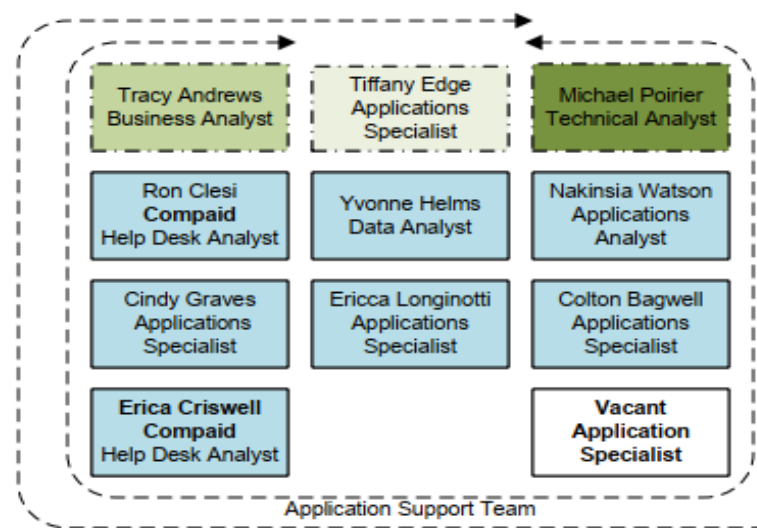 Tracy Andrews
Business Analyst
Tiffany Edge
Applications
Specialist
Michael Poirier
Technical Analyst
Ron Clesi
Compaid
Help Desk Analyst
Yvonne Helms
Data Analyst
Nakinsia Watson
Applications
Analyst
Cindy Graves
Applications
Specialist
Ericca Longinotti
Applications
Specialist
Colton Bagwell
Applications
Specialist
Erica Criswell
Compaid
Help Desk Analyst
Vacant
Application
Specialist
Application Support Team